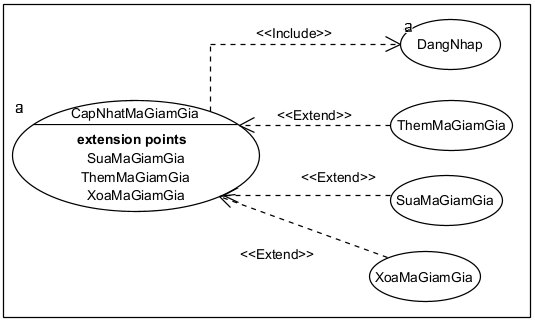 <<Include>>
a
DangNhap
a
CapNhatMaGiamGia
extension points
SuaMaGiamGia
ThemMaGiamGia
XoaMaGiamGia
<<Extend>>
ThemMaGiamGia
<<Extend>>
SuaMaGiamGia
<<Extend>>
XoaMaGiamGia